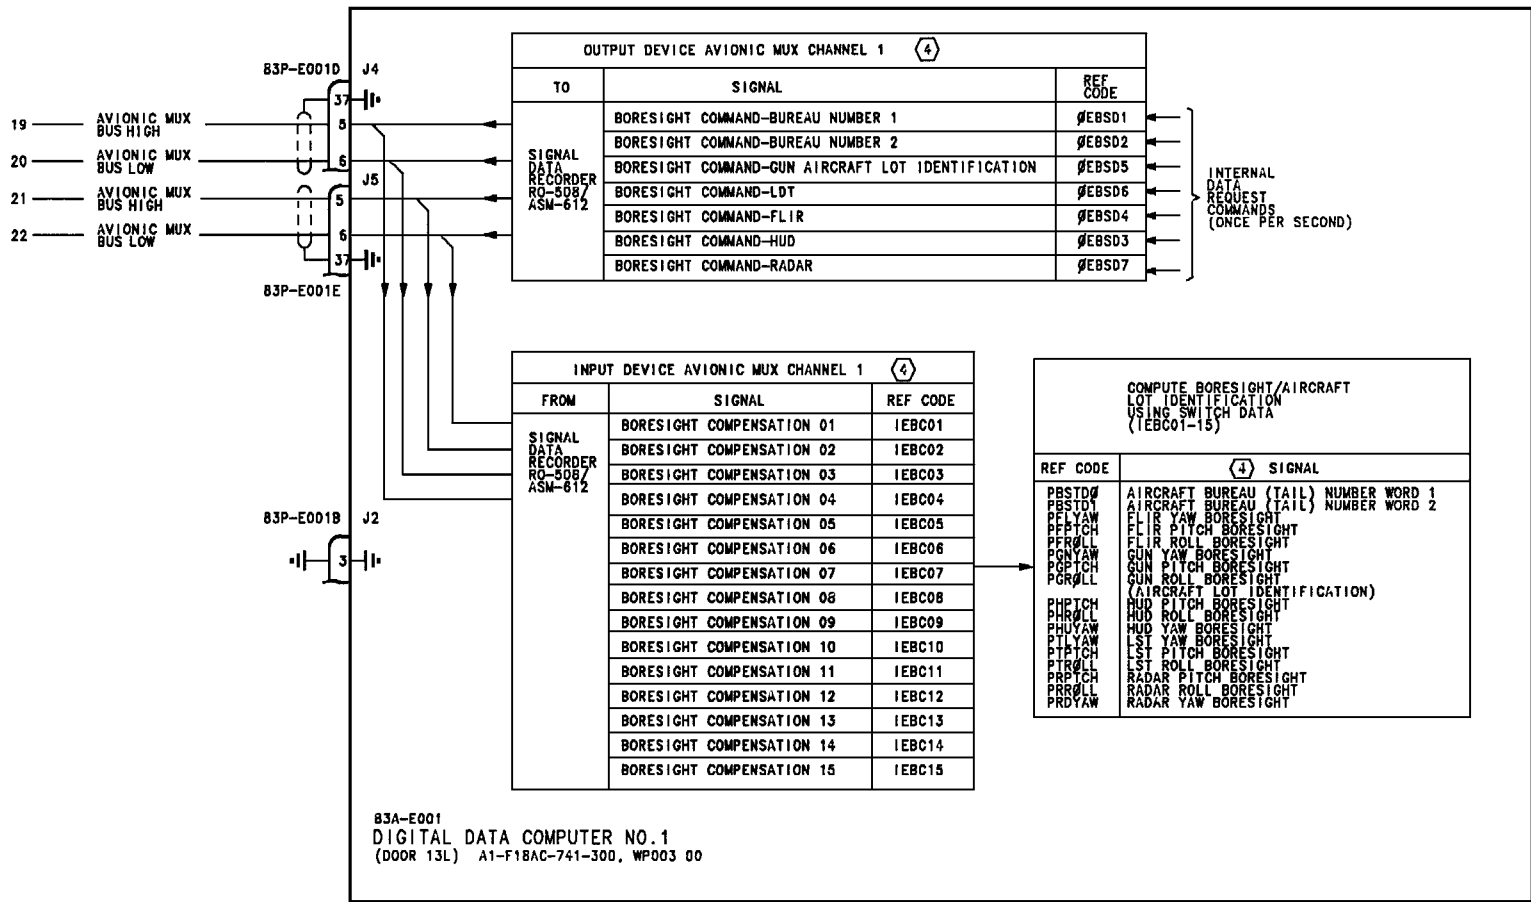 83P-E001D J4
37
19 AVIONIC MUX
BUS HIGH
5
20 AVIONIC MUX
BUS LOW
6
J5
21 AVIONIC MUX
BUS HIGH
5
22 AVIONIC MUX
BUS LOW
6
37
83P-E001E
OUTPUT DEVICE AVIONIC MUX CHANNEL 1 4
TO SIGNAL REF
CODE
SIGNAL
DATA
RECORDER
RO-508/
ASM-612
BORESIGHT COMMAND-BUREAU NUMBER 1 ØEBSD1
BORESIGHT COMMAND-BUREAU NUMBER 2 ØEBSD2
BORESIGHT COMMAND-GUN AIRCRAFT LOT IDENTIFICATION ØEBSD5
BORESIGHT COMMAND-LDT ØEBSD6
BORESIGHT COMMAND-FLIR ØEBSD4
BORESIGHT COMMAND-HUD ØEBSD3
BORESIGHT COMMAND-RADAR ØEBSD7
INTERNAL
DATA
REQUEST
COMMANDS
(ONCE PER SECOND)
INPUT DEVICE AVIONIC MUX CHANNEL 1 4
FROM SIGNAL REF CODE
SIGNAL
DATA
RECORDER
RO-508/
ASM-612
BORESIGHT COMPENSATION 01 IEBC01
BORESIGHT COMPENSATION 02 IEBC02
BORESIGHT COMPENSATION 03 IEBC03
BORESIGHT COMPENSATION 04 IEBC04
BORESIGHT COMPENSATION 05 IEBC05
BORESIGHT COMPENSATION 06 IEBC06
BORESIGHT COMPENSATION 07 IEBC07
BORESIGHT COMPENSATION 08 IEBC08
BORESIGHT COMPENSATION 09 IEBC09
BORESIGHT COMPENSATION 10 IEBC10
BORESIGHT COMPENSATION 11 IEBC11
BORESIGHT COMPENSATION 12 IEBC12
BORESIGHT COMPENSATION 13 IEBC13
BORESIGHT COMPENSATION 14 IEBC14
BORESIGHT COMPENSATION 15 IEBC15
COMPUTE BORESIGHT/AIRCRAFT
LOT IDENTIFICATION
USING SWITCH DATA
(IEBC01-15)
REF CODE 4 SIGNAL
PBSTDØ AIRCRAFT BUREAU (TAIL) NUMBER WORD 1
PBSTD1 AIRCRAFT BUREAU (TAIL) NUMBER WORD 2
PFLYAW FLIR YAW BORESIGHT
PFPTCH FLIR PITCH BORESIGHT
PFRØLL FLIR ROLL BORESIGHT
PGNYAW GUN YAW BORESIGHT
PGPTCH GUN PITCH BORESIGHT
PGRØLL GUN ROLL BORESIGHT
(AIRCRAFT LOT IDENTIFICATION)
PHPTCH HUD PITCH BORESIGHT
PHRØLL HUD ROLL BORESIGHT
PHUYAW HUD YAW BORESIGHT
PTLYAW LST YAW BORESIGHT
PTPTCH LST PITCH BORESIGHT
PTRØLL LST ROLL BORESIGHT
PRPTCH RADAR PITCH BORESIGHT
PRRØLL RADAR ROLL BORESIGHT
PRDYAW RADAR YAW BORESIGHT
83P-E001B J2
3
83A-E001
DIGITAL DATA COMPUTER NO.1
(DOOR 13L) A1-F18AC-741-300, WP003 00